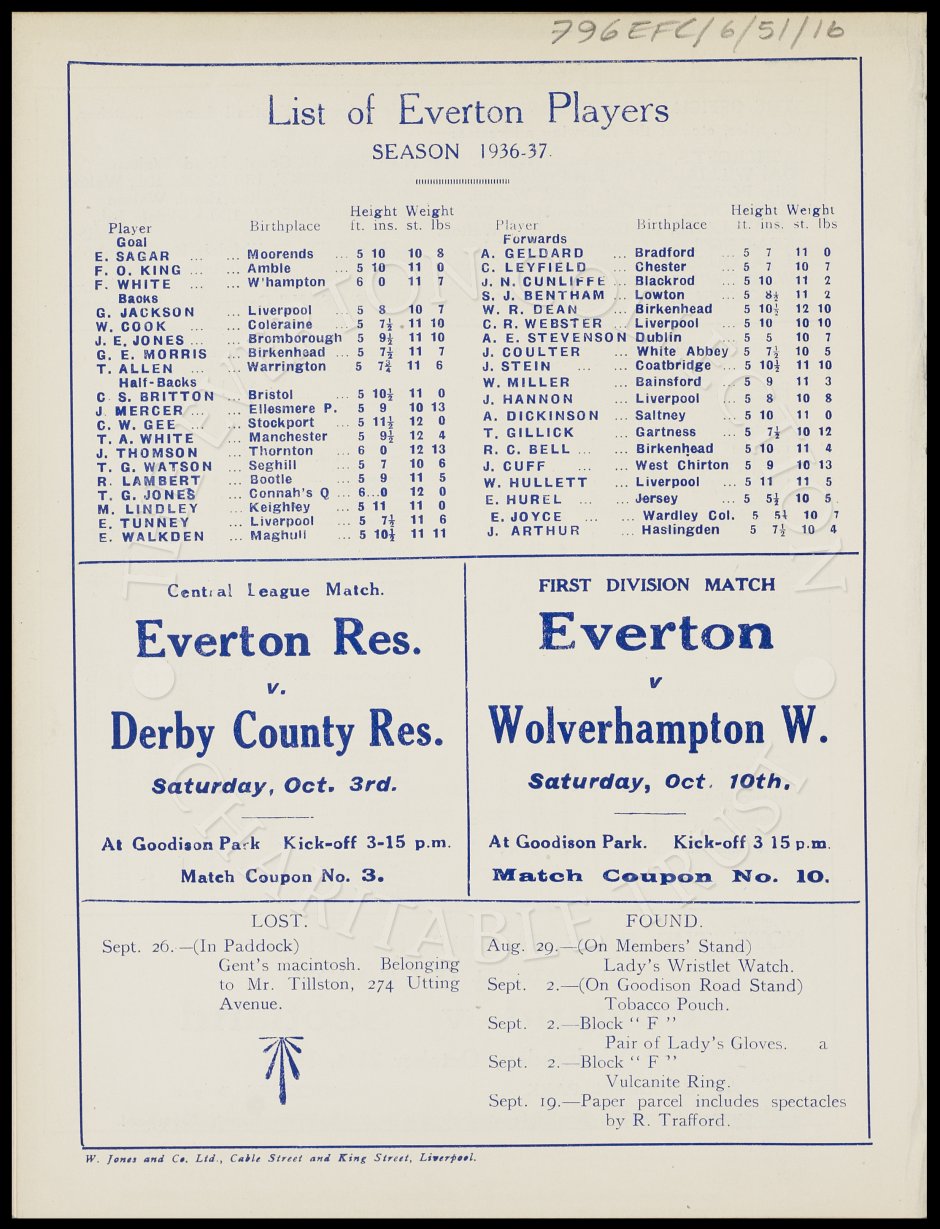 796EFC/6/51/16
List of Everton Players
SEASON 1936-37.
Height Weight
Player Birthplace ft. ins. st. lbs
Goal
E. SAGAR ... ... Moorends ... 5 10 10 8
F. O. KING ... ... Amble ... 5 10 11 0
F. WHITE ... ... W'hampton ... 6 0 11 7
Backs
G. JACKSON ... Liverpool ... 5 8 10 7
W. COOK ... ... Coleraine ... 5 7½ 11 10
J. E. JONES ... ... Bromborough 5 9½ 11 10
G. E. MORRIS ... Birkenhead ... 5 7½ 11 7
T. ALLEN ... ... Warrington 5 7¾ 11 6
Half-Backs
C S. BRITTON ... Bristol ... 5 10½ 11 0
J. MERCER ... ... Ellesmere P. 5 9 10 13
C. W. GEE ... ... Stockport ... 5 11½ 12 0
T. A. WHITE ... Manchester 5 9½ 12 4
J. THOMSON ... Thornton ... 6 0 12 13
T. G. WATSON ... Seghill ... 5 7 10 6
R. LAMBERT ... Bootle ... 5 9 11 5
T. G. JONES ... Connah's Q ... 6...0 12 0
M. LINDLEY ... Keighley ... 5 11 11 0
E. TUNNEY ... Liverpool ... 5 7½ 11 6
E. WALKDEN ... Maghull ... 5 10½ 11 11
Height Weight
Player Birthplace ft. ins. st. lbs
Forwards
A. GELDARD ... Bradford ... 5 7 11 0
C. LEYFIELD ... Chester ... 5 7 10 7
J. N. CUNLIFFE ... Blackrod ... 5 10 11 2
S. J. BENTHAM ... Lowton ... 5 8½ 11 2
W. R. DEAN ... Birkenhead ... 5 10½ 12 10
C. R. WEBSTER ... Liverpool ... 5 10 10 10
A. E. STEVENSON Dublin ... 5 5 10 7
J. COULTER ... White Abbey 5 7½ 10 5
J. STEIN ... ... Coatbridge ... 5 10½ 11 10
W. MILLER ... Bainsford ... 5 9 11 3
J. HANNON ... Liverpool ... 5 8 10 8
A. DICKINSON ... Saltney ... 5 10 11 0
T. GILLICK ... Gartness ... 5 7½ 10 12
R. C. BELL ... ... Birkenhead 5 10 11 4
J. CUFF ... ... West Chirton 5 9 10 13
W. HULLETT ... Liverpool ... 5 11 11 5
E. HUREL ... ... Jersey ... 5 5½ 10 5
E. JOYCE ... ... Wardley Col. 5 5½ 10 7
J. ARTHUR ... Haslingden 5 7½ 10 4
Central League Match.
Everton Res.
v.
Derby County Res.
Saturday, Oct. 3rd.
At Goodison Park Kick-off 3-15 p.m.
Match Coupon No. 3.
FIRST DIVISION MATCH
Everton
v
Wolverhampton W.
Saturday, Oct. 10th.
At Goodison Park. Kick-off 3 15 p.m.
Match Coupon No. 10.
LOST.
Sept. 26.—(In Paddock)
Gent's macintosh. Belonging
to Mr. Tillston, 274 Utting
Avenue.
FOUND.
Aug. 29.—(On Members' Stand)
Lady's Wristlet Watch.
Sept. 2.—(On Goodison Road Stand)
Tobacco Pouch.
Sept. 2.—Block " F "
Pair of Lady's Gloves. a
Sept. 2.—Block " F "
Vulcanite Ring.
Sept. 19.—Paper parcel includes spectacles
by R. Trafford.
W. Jones and Co. Ltd., Cable Street and King Street, Liverpool.
THE EVERTON COLLECTION
CHARITABLE TRUST